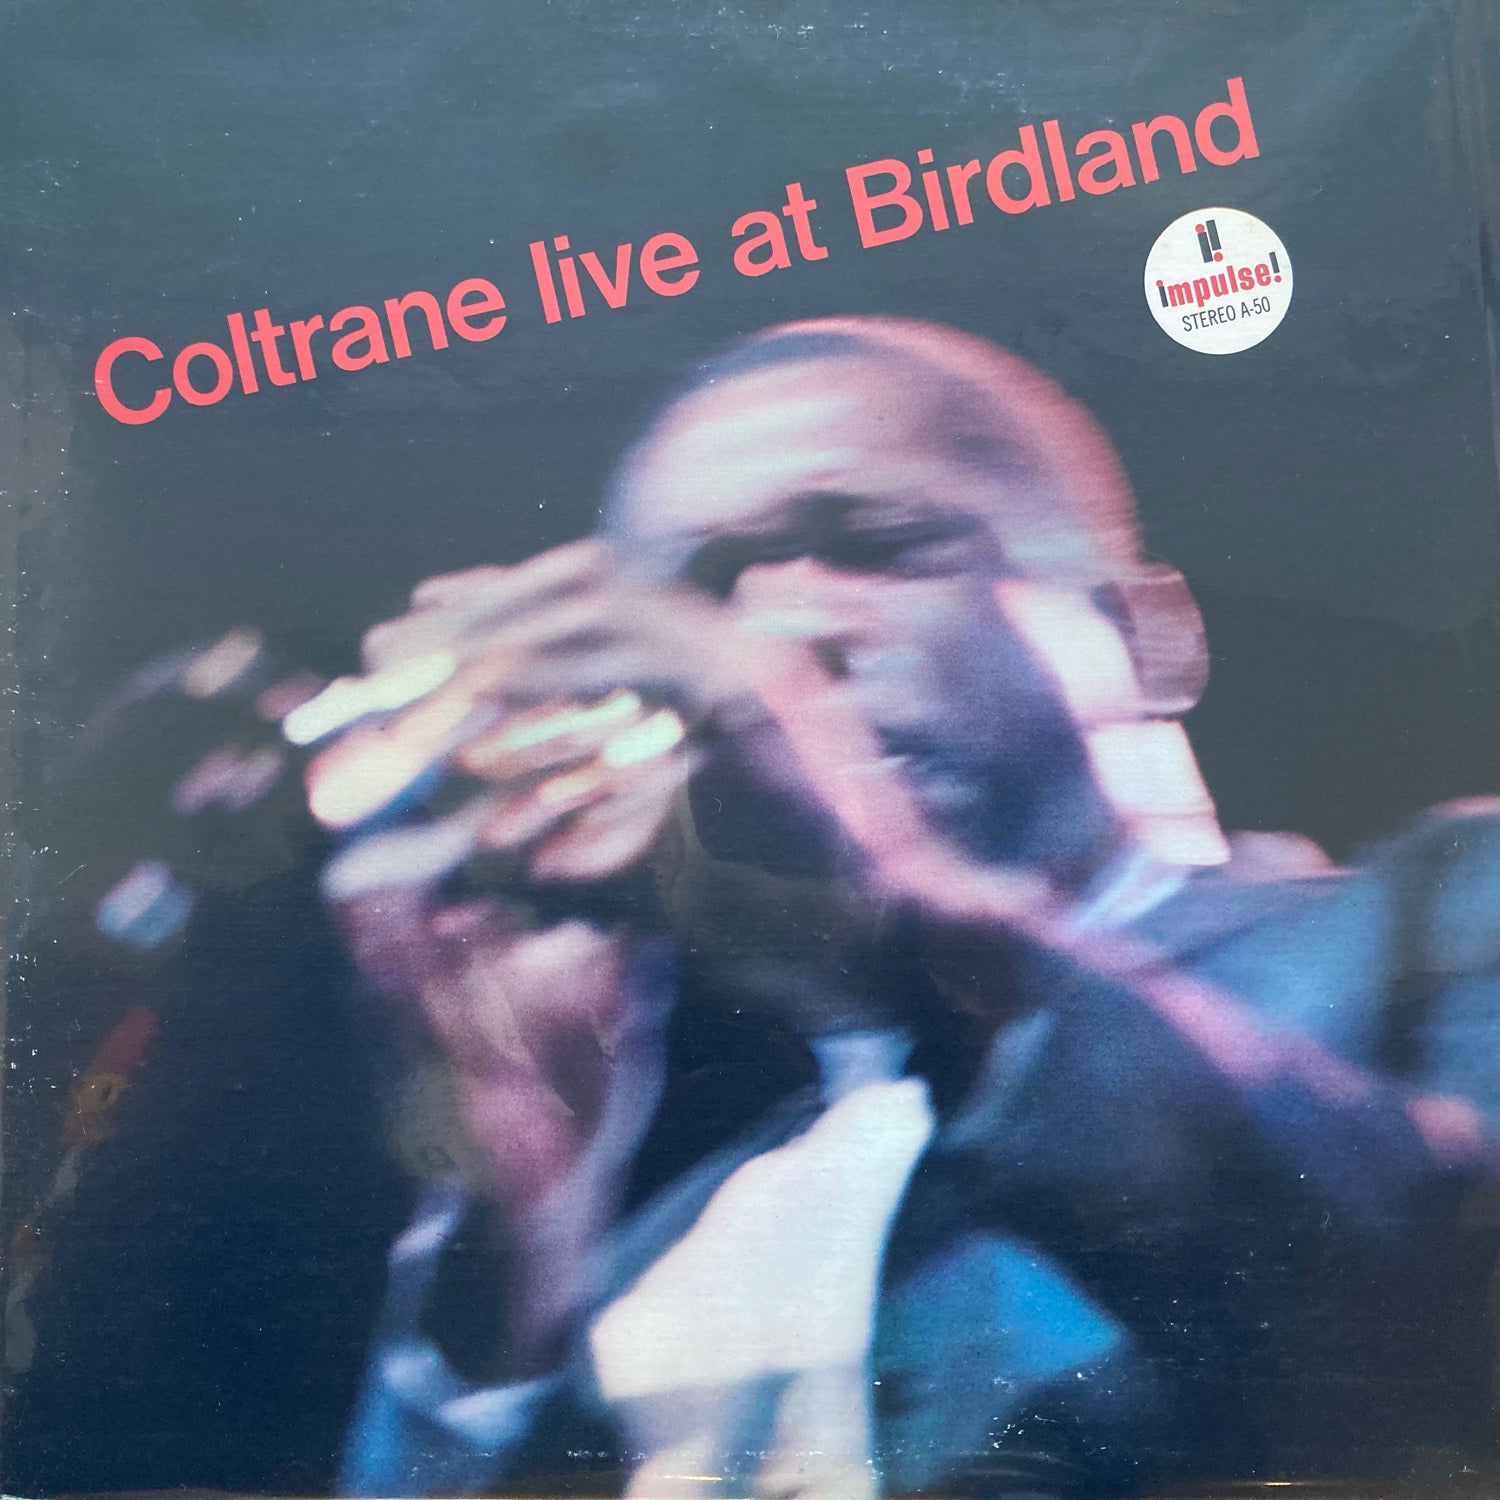 Coltrane live at Birdland
i!
impulse!
STEREO A-50